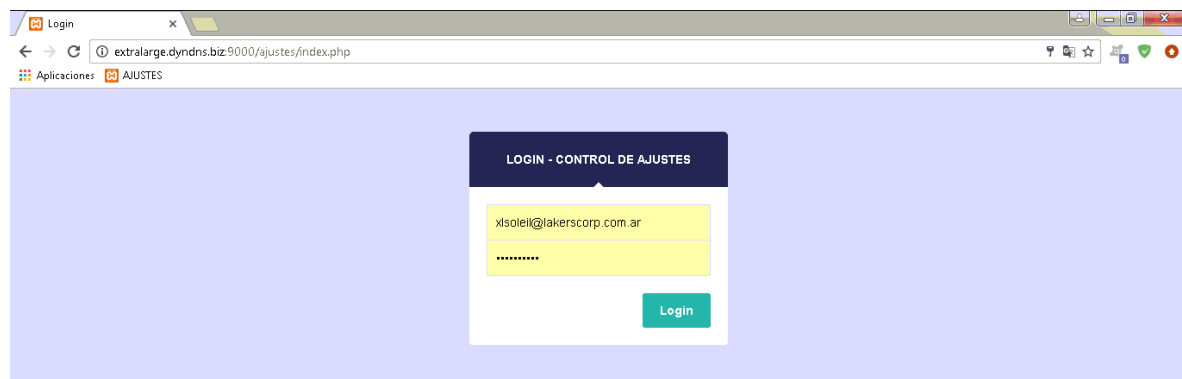 Login
extralarge.dyndns.biz:9000/ajustes/index.php
0
Aplicaciones AJUSTES
LOGIN - CONTROL DE AJUSTES
xlsoleil@lakerscorp.com.ar
••••••••••
Login